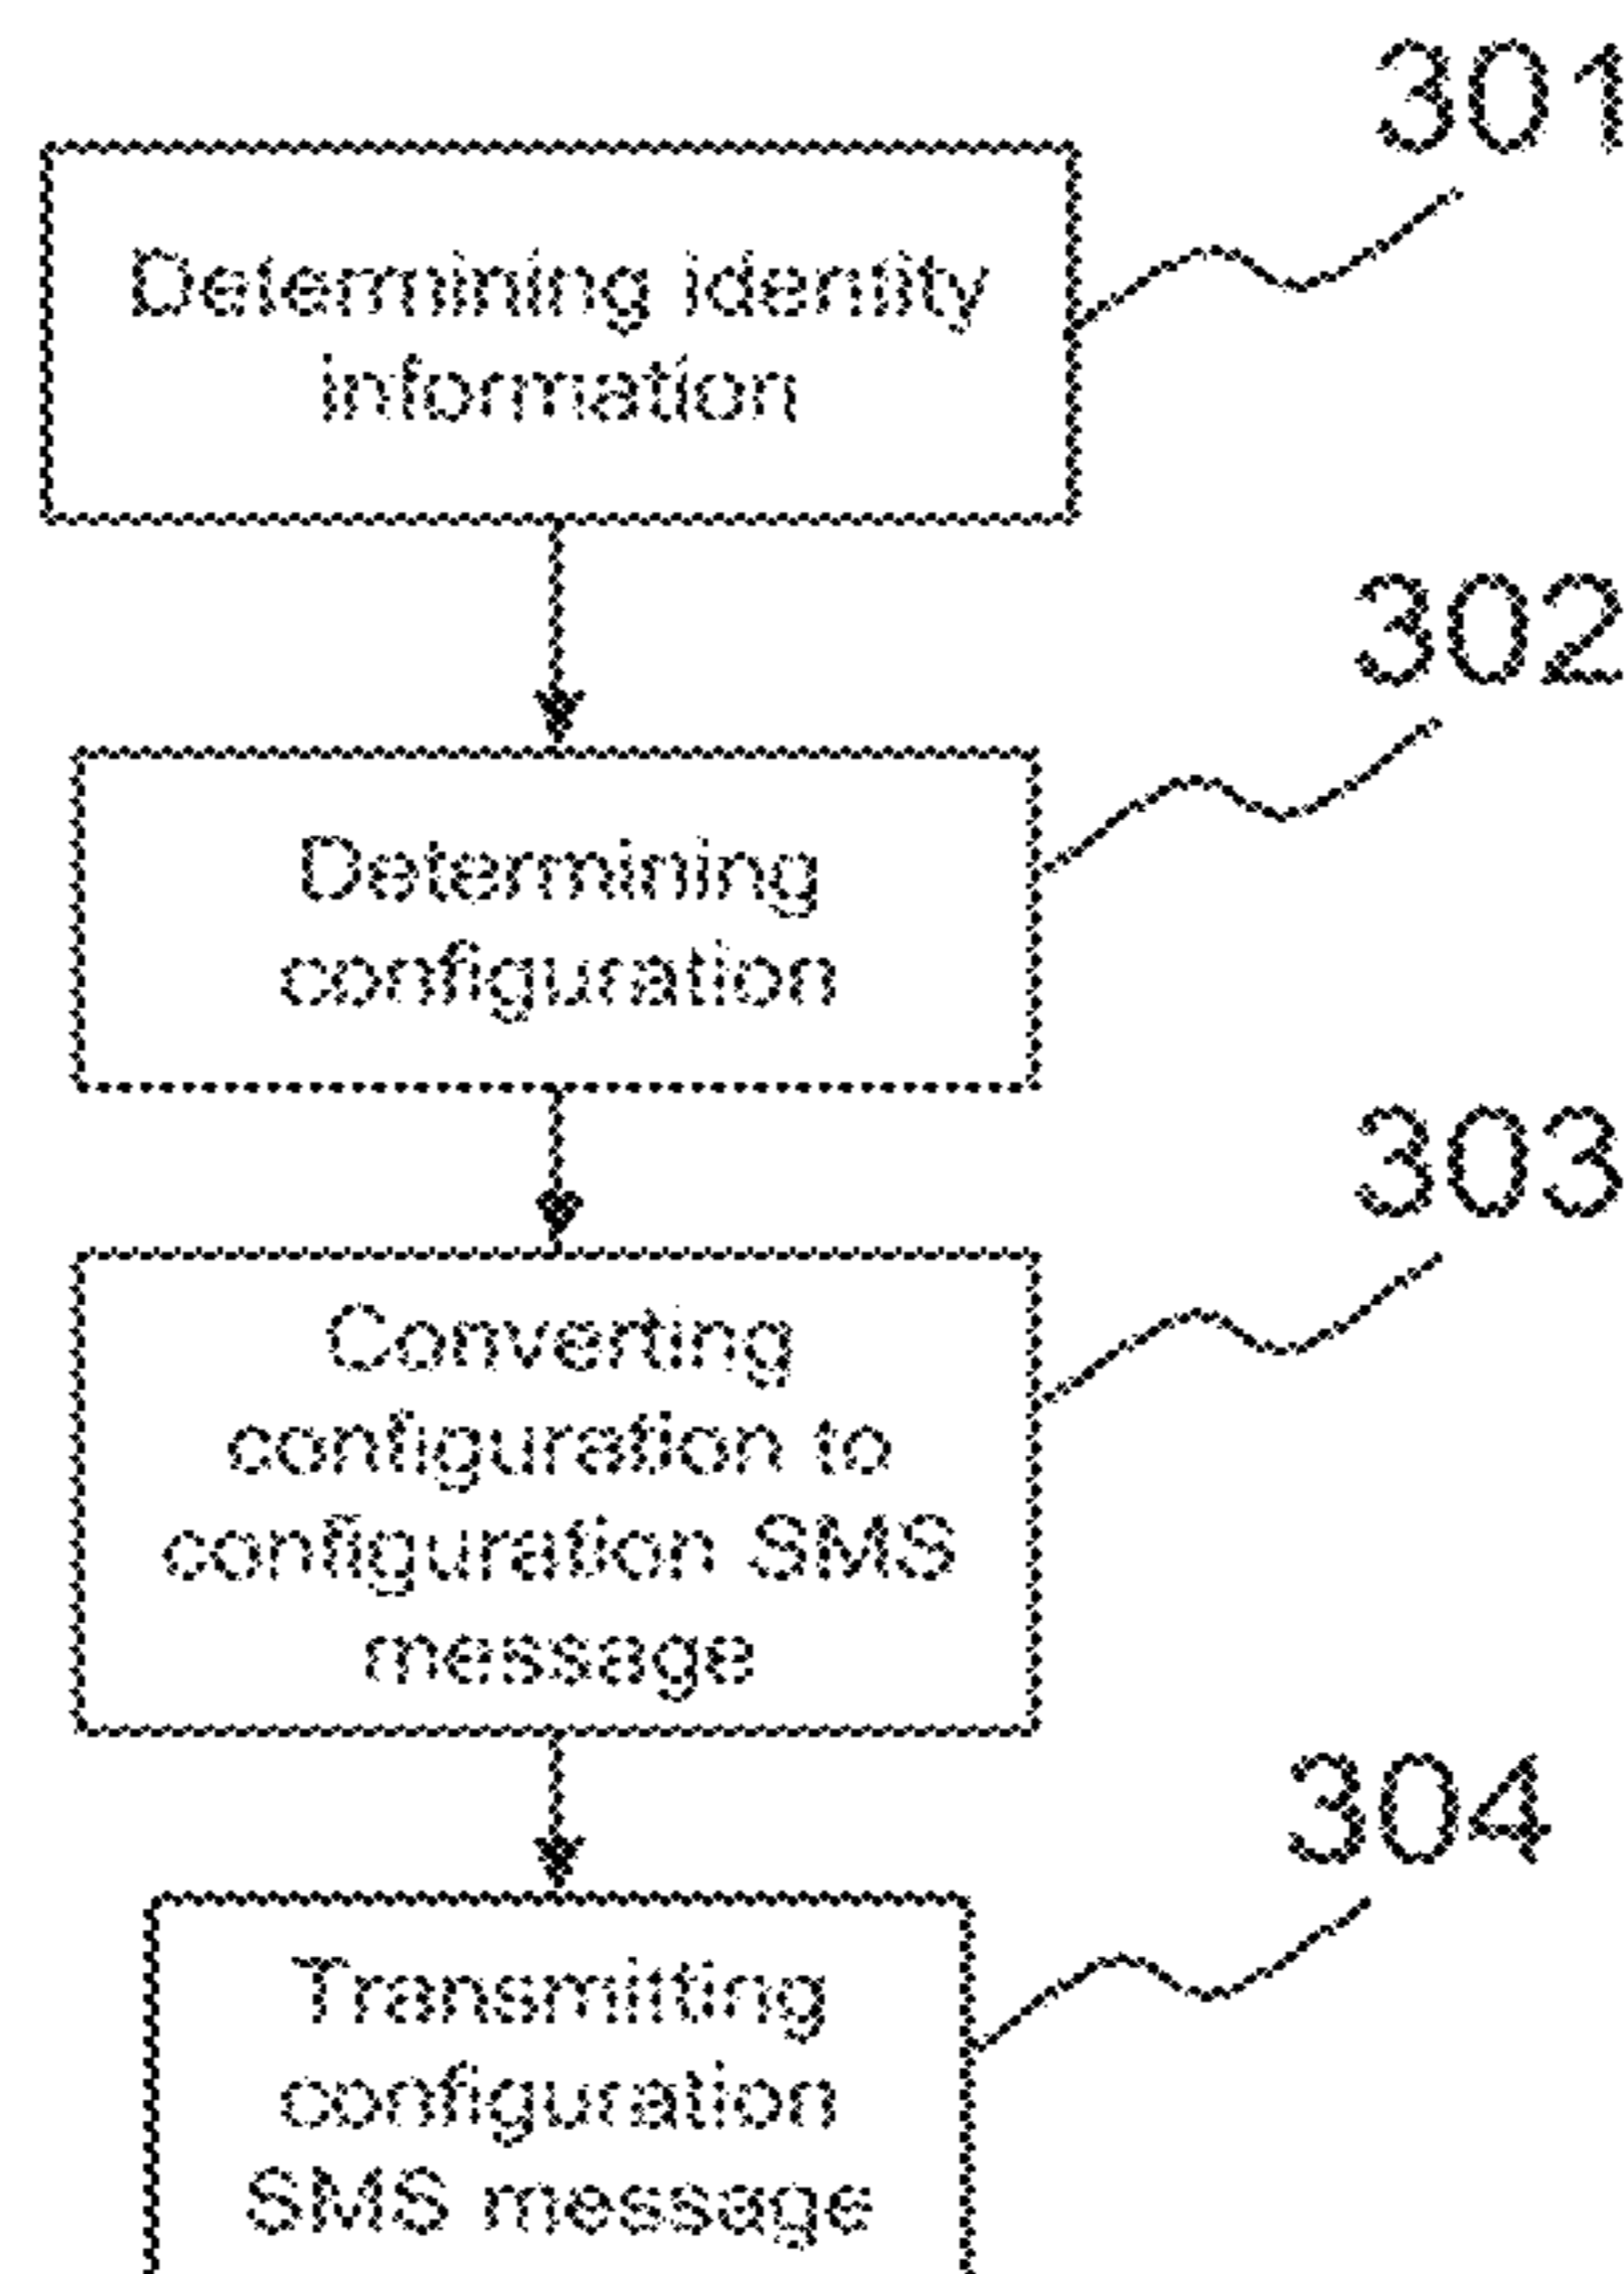 301
Determining identity
information
302
Determining
configuration
303
Converting
configuration to
configuration SMS
message
304
Transmitting
configuration
SMS message